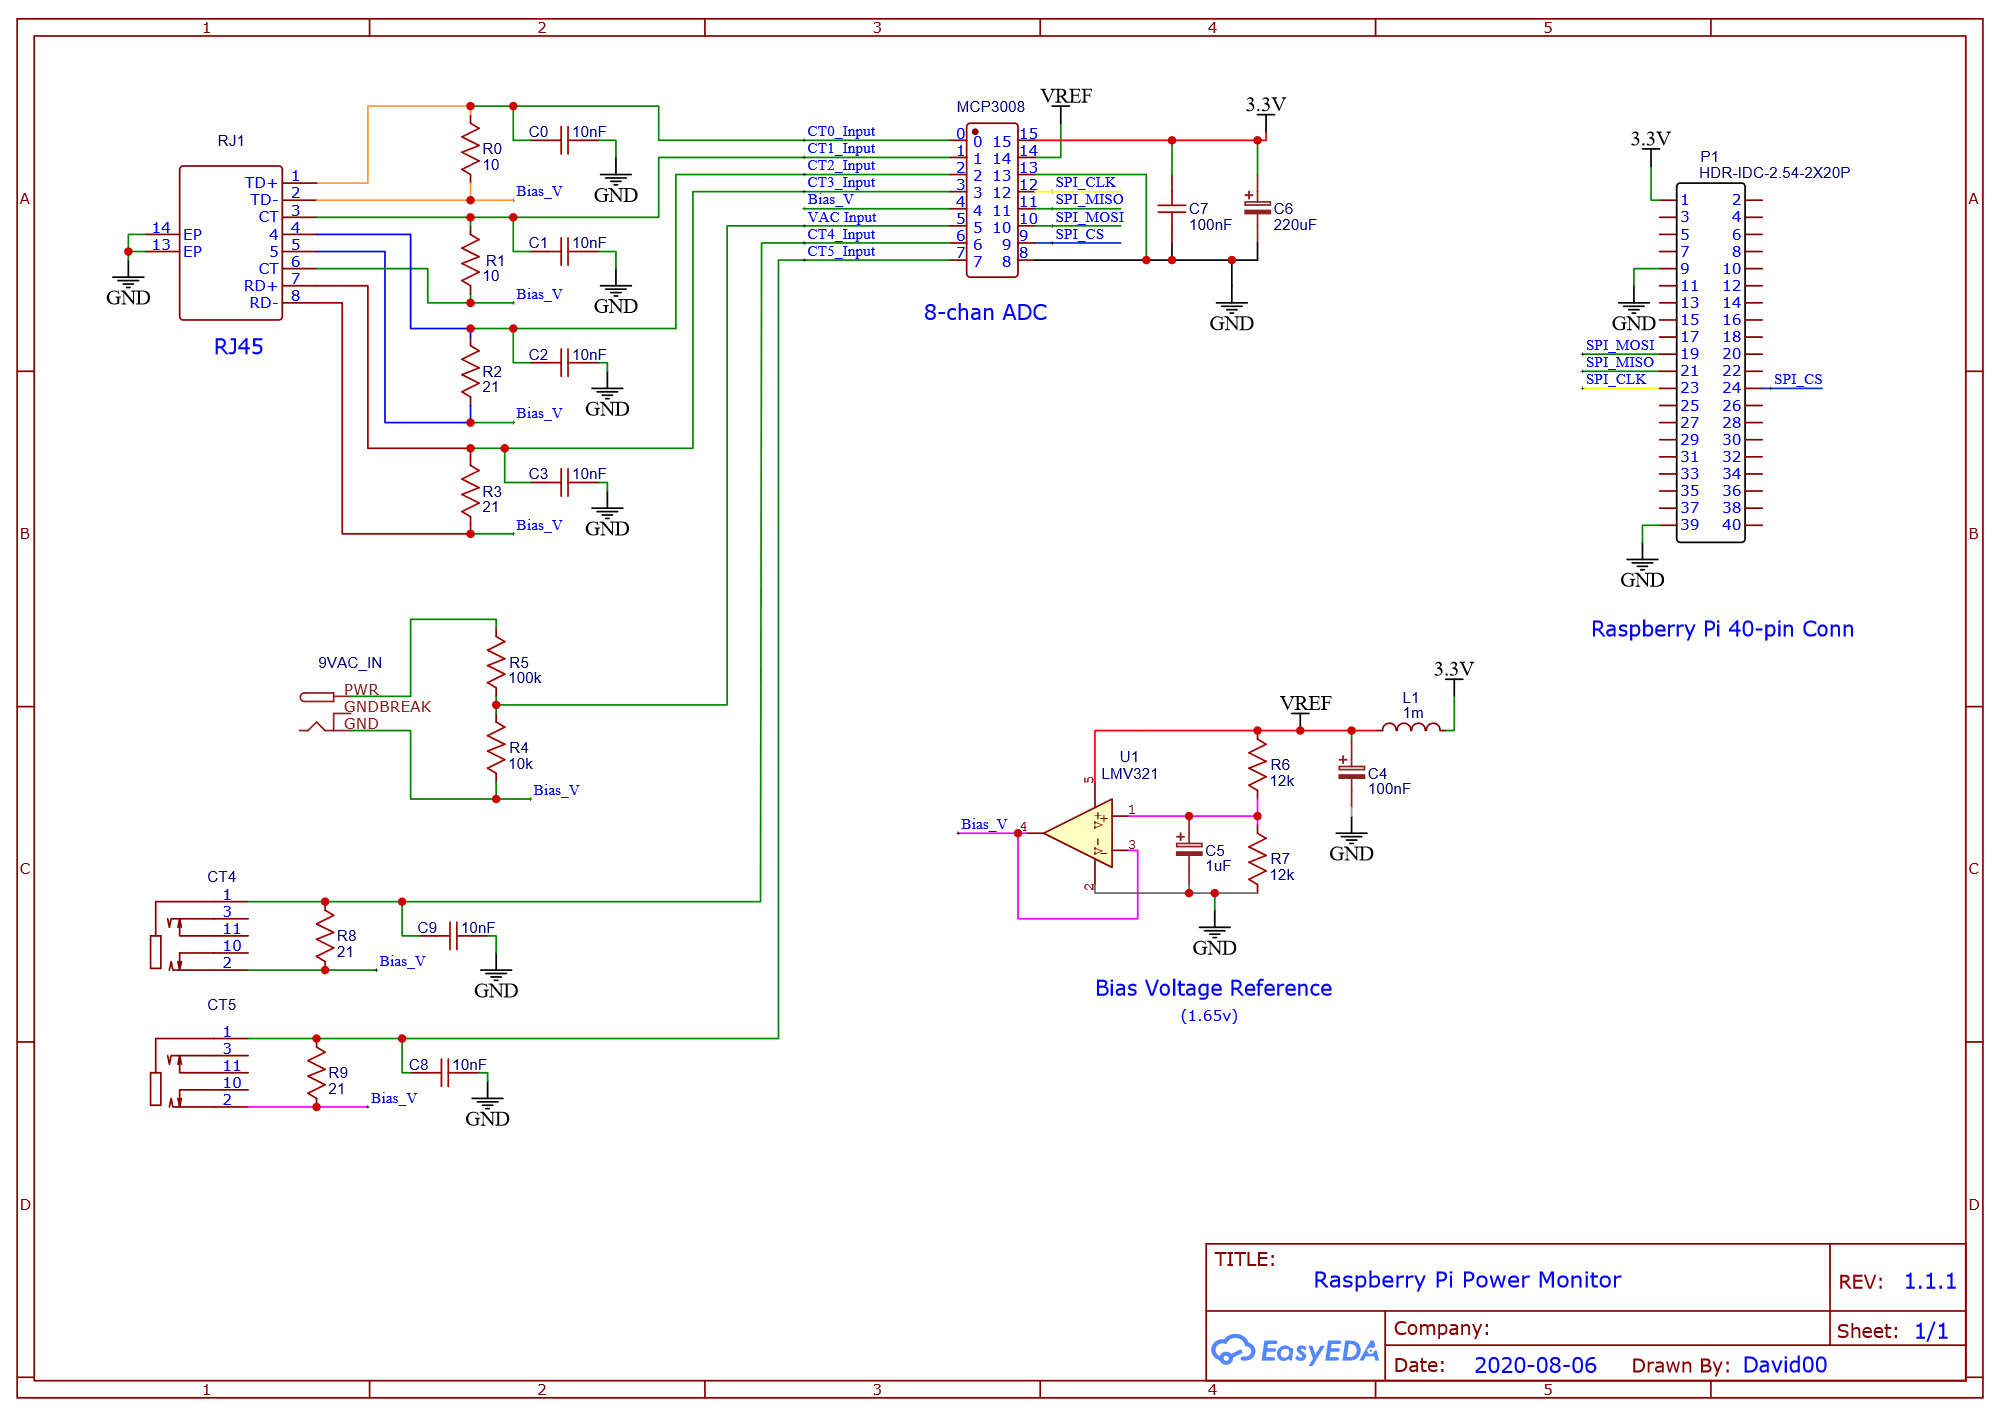 1 2 3 4 5
A
B
C
D
RJ1
TD+ 1
TD- 2
CT 3
4 4
5 5
CT 6
RD+ 7
RD- 8
14 EP
13 EP
GND
RJ45
R0
10
C0 10nF
GND
Bias_V
R1
10
C1 10nF
GND
Bias_V
R2
21
C2 10nF
GND
Bias_V
R3
21
C3 10nF
GND
Bias_V
CT0_Input
CT1_Input
CT2_Input
CT3_Input
Bias_V
VAC Input
CT4_Input
CT5_Input
MCP3008
0 0 15 15
1 1 14 14
2 2 13 13
3 3 12 12
4 4 11 11
5 5 10 10
6 6 9 9
7 7 8 8
8-chan ADC
VREF
3.3V
SPI_CLK
SPI_MISO
SPI_MOSI
SPI_CS
C7
100nF
+
C6
220uF
GND
3.3V
P1
HDR-IDC-2.54-2X20P
1 2
3 4
5 6
7 8
9 10
11 12
13 14
15 16
17 18
19 20
21 22
23 24
25 26
27 28
29 30
31 32
33 34
35 36
37 38
39 40
GND
SPI_MOSI
SPI_MISO
SPI_CLK
SPI_CS
GND
Raspberry Pi 40-pin Conn
9VAC_IN
PWR
GNDBREAK
GND
R5
100k
R4
10k
Bias_V
3.3V
L1
1m
VREF
U1
LMV321
5
1
3
2
4
+
V+
-
V-
Bias_V
R6
12k
+
C4
100nF
GND
+
C5
1uF
R7
12k
GND
Bias Voltage Reference
(1.65v)
CT4
1
3
11
10
2
R8
21
C9 10nF
Bias_V
GND
CT5
1
3
11
10
2
R9
21
C8 10nF
Bias_V
GND
A
B
C
D
TITLE:
Raspberry Pi Power Monitor
REV: 1.1.1
EasyEDA
Company:
Sheet: 1/1
Date: 2020-08-06 Drawn By: David00
1 2 3 4 5